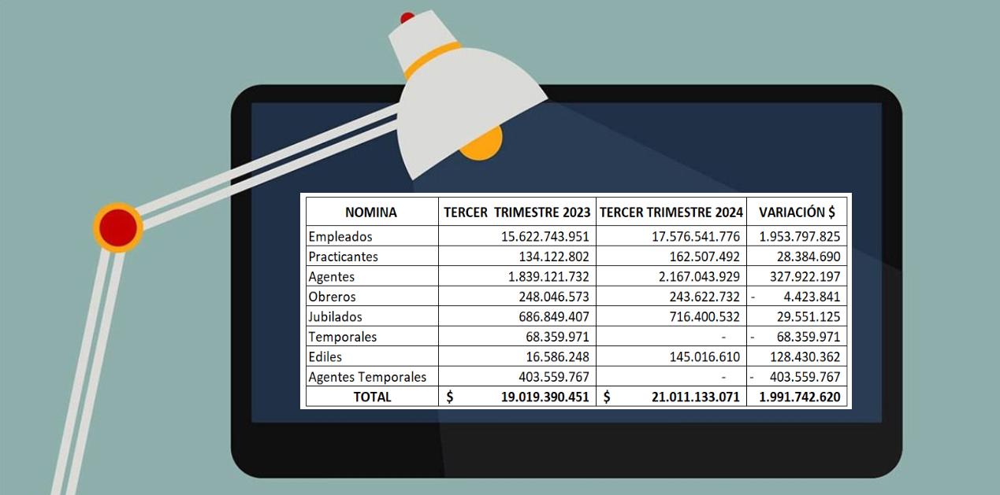 NOMINA TERCER TRIMESTRE 2023 TERCER TRIMESTRE 2024 VARIACIÓN $
Empleados 15.622.743.951 17.576.541.776 1.953.797.825
Practicantes 134.122.802 162.507.492 28.384.690
Agentes 1.839.121.732 2.167.043.929 327.922.197
Obreros 248.046.573 243.622.732 - 4.423.841
Jubilados 686.849.407 716.400.532 29.551.125
Temporales 68.359.971 - - 68.359.971
Ediles 16.586.248 145.016.610 128.430.362
Agentes Temporales 403.559.767 - - 403.559.767
TOTAL $ 19.019.390.451 $ 21.011.133.071 1.991.742.620